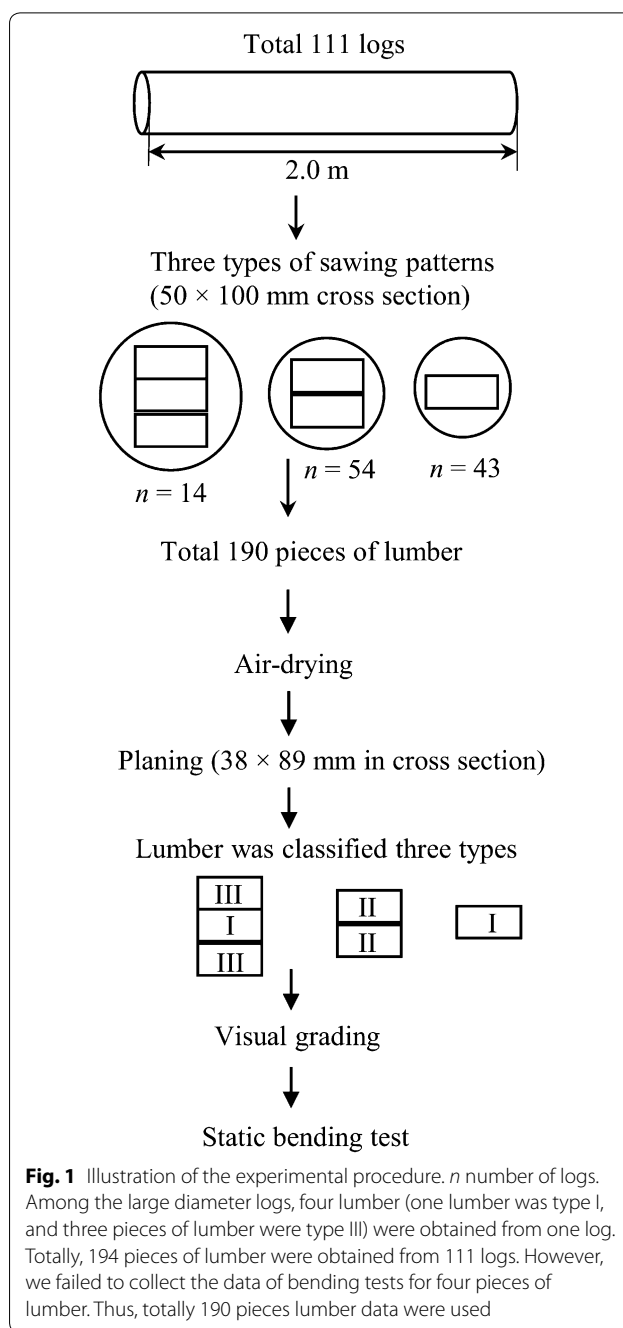 Total 111 logs
2.0 m
Three types of sawing patterns
(50 × 100 mm cross section)
n = 14
n = 54
n = 43
Total 190 pieces of lumber
Air-drying
Planing (38 × 89 mm in cross section)
Lumber was classified three types
III
I
III
II
II
I
Visual grading
Static bending test
Fig. 1 Illustration of the experimental procedure. n number of logs.
Among the large diameter logs, four lumber (one lumber was type I,
and three pieces of lumber were type III) were obtained from one log.
Totally, 194 pieces of lumber were obtained from 111 logs. However,
we failed to collect the data of bending tests for four pieces of
lumber. Thus, totally 190 pieces lumber data were used